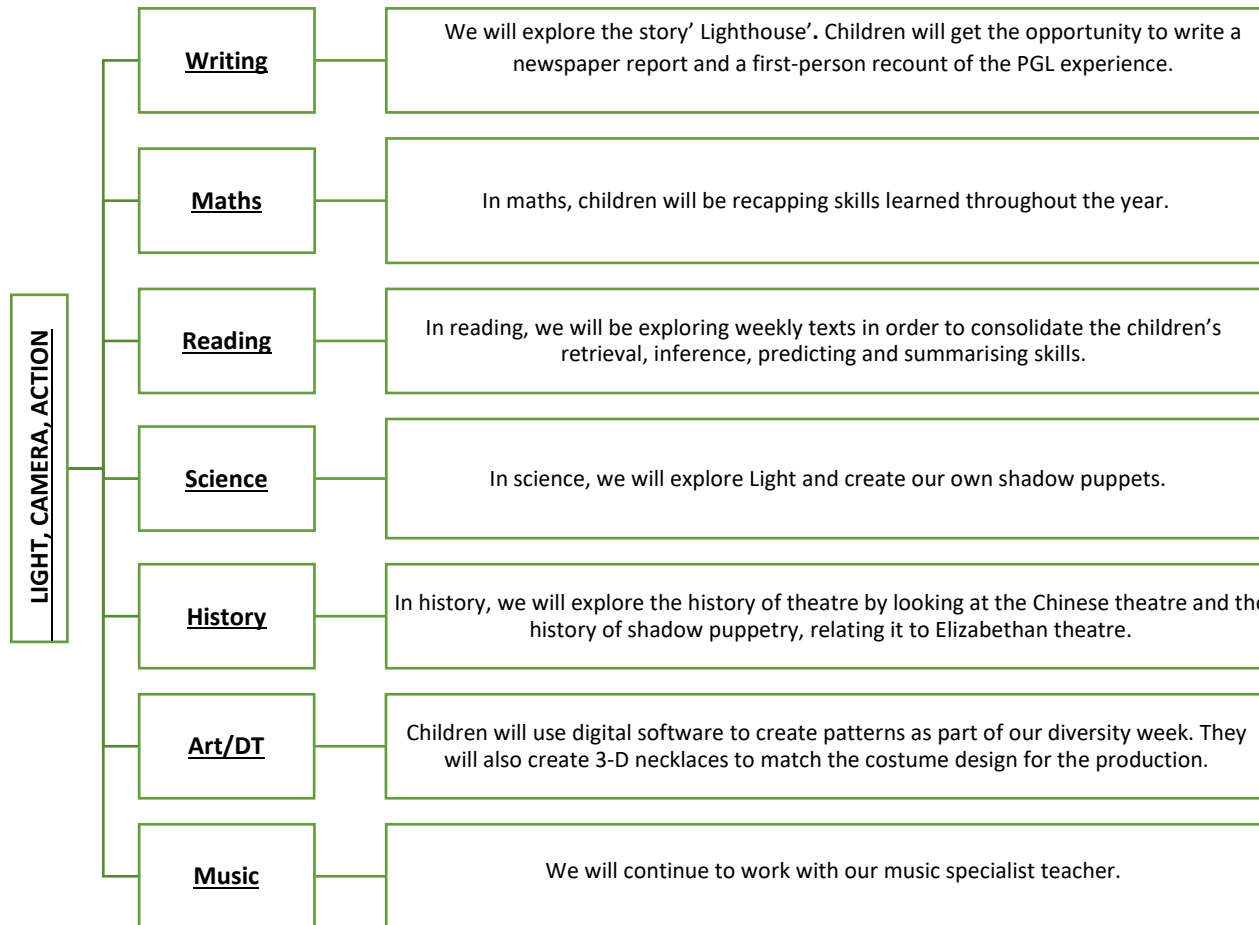 LIGHT, CAMERA, ACTION
Writing
We will explore the story’ Lighthouse’. Children will get the opportunity to write a
newspaper report and a first-person recount of the PGL experience.
Maths
In maths, children will be recapping skills learned throughout the year.
Reading
In reading, we will be exploring weekly texts in order to consolidate the children’s
retrieval, inference, predicting and summarising skills.
Science
In science, we will explore Light and create our own shadow puppets.
History
In history, we will explore the history of theatre by looking at the Chinese theatre and the
history of shadow puppetry, relating it to Elizabethan theatre.
Art/DT
Children will use digital software to create patterns as part of our diversity week. They
will also create 3-D necklaces to match the costume design for the production.
Music
We will continue to work with our music specialist teacher.